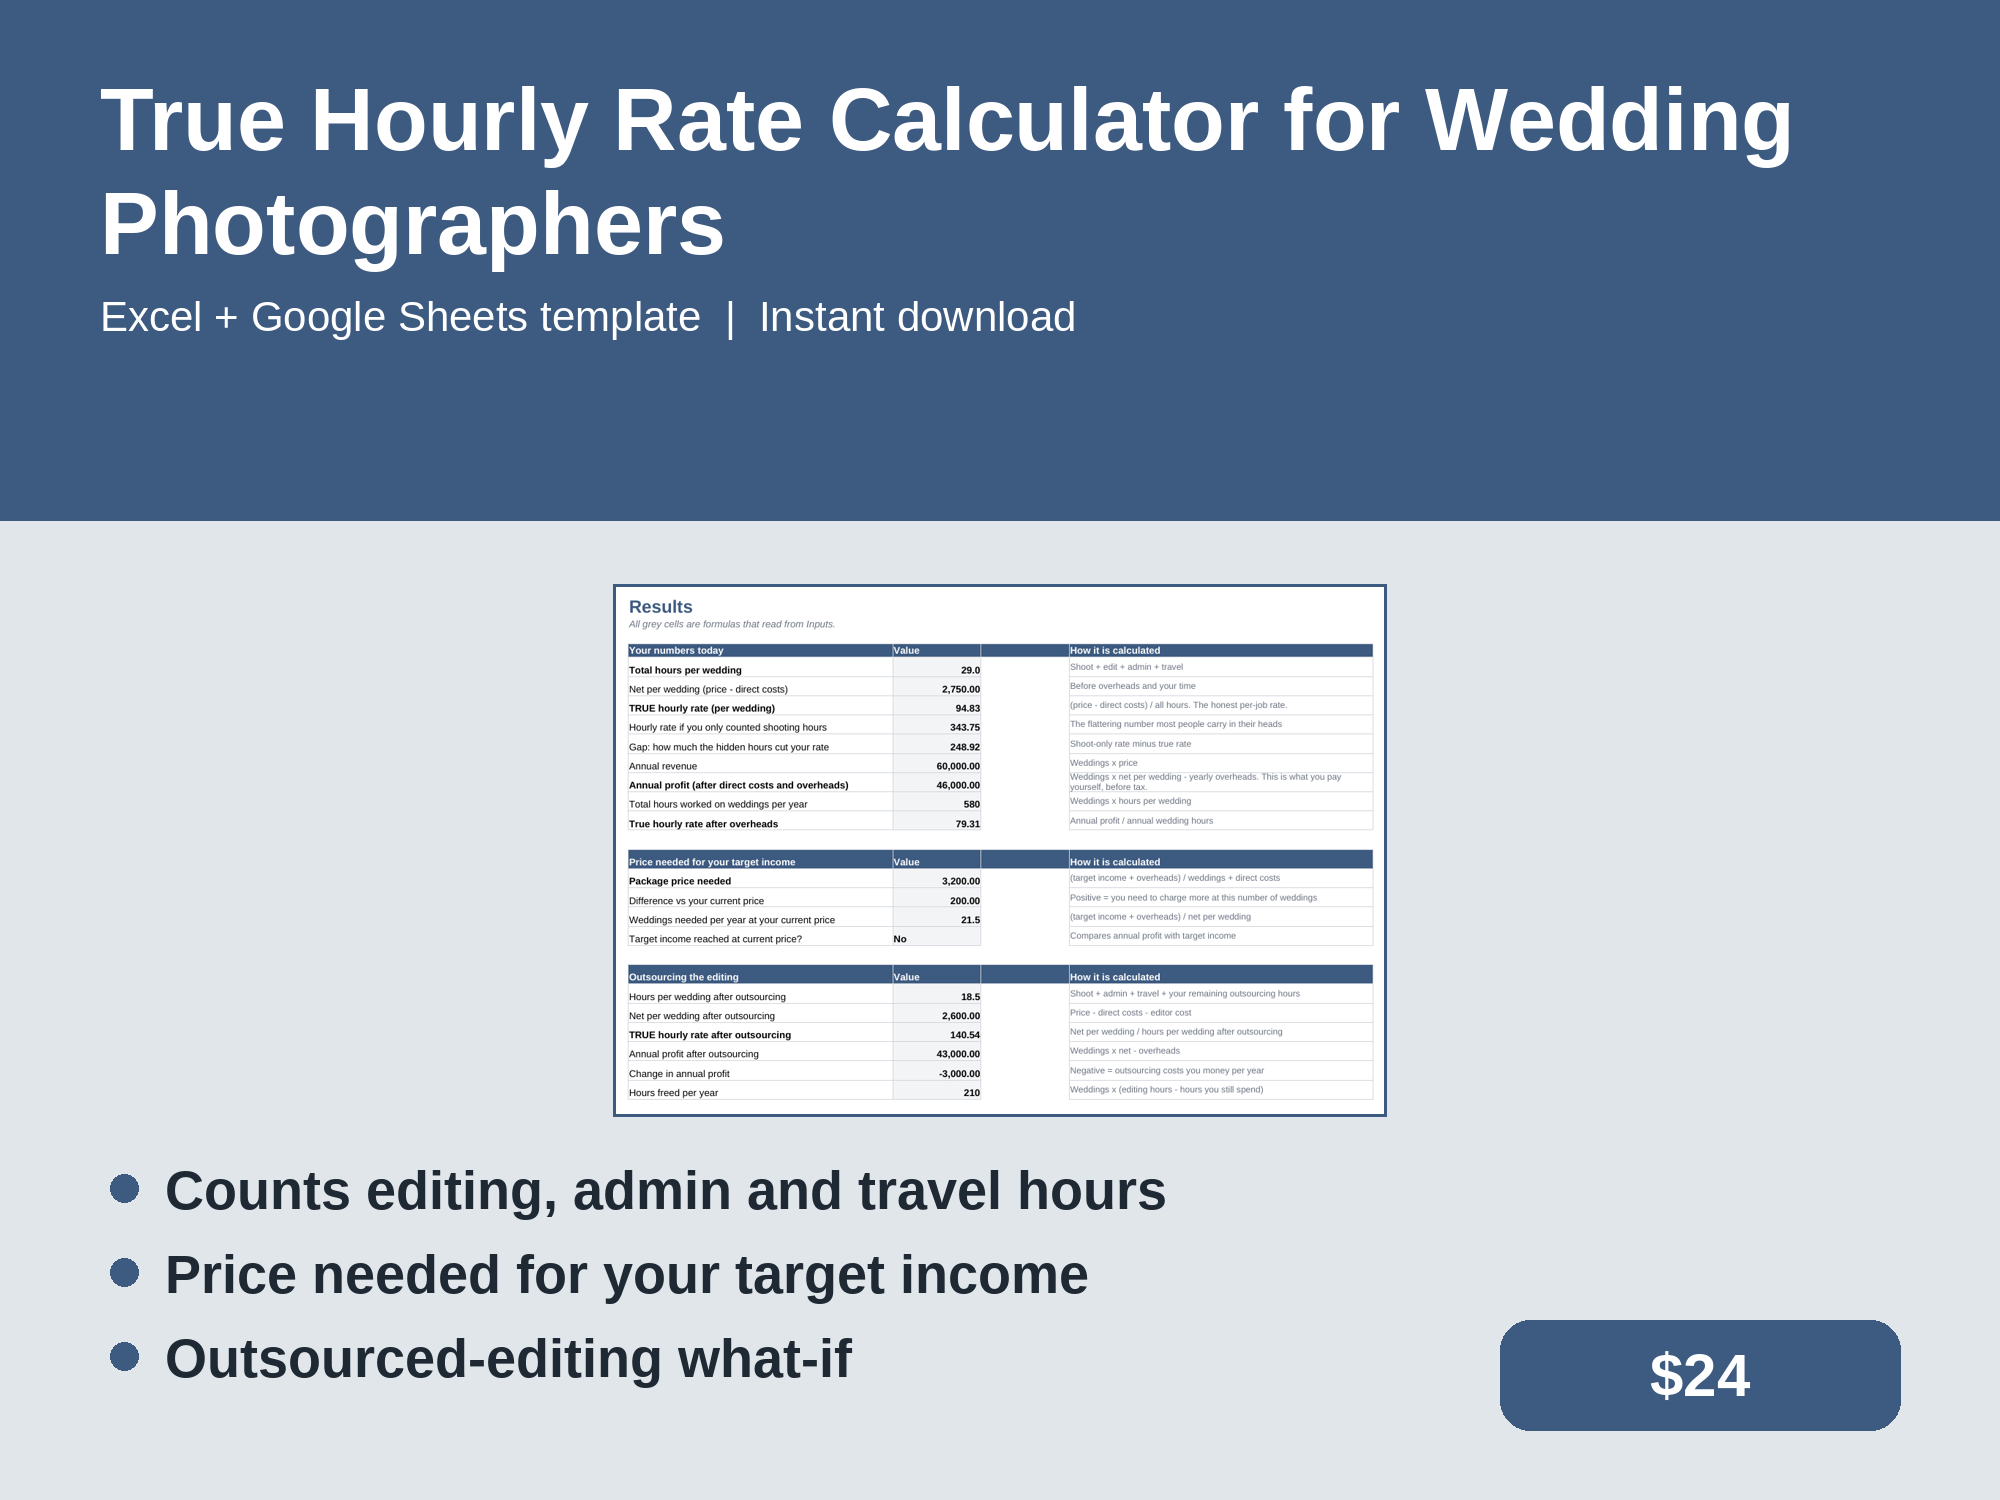 True Hourly Rate Calculator for Wedding
Photographers
Excel + Google Sheets template | Instant download
Results
All grey cells are formulas that read from Inputs.
Your numbers today Value How it is calculated
Total hours per wedding 29.0 Shoot + edit + admin + travel
Net per wedding (price - direct costs) 2,750.00 Before overheads and your time
TRUE hourly rate (per wedding) 94.83 (price - direct costs) / all hours. The honest per-job rate.
Hourly rate if you only counted shooting hours 343.75 The flattering number most people carry in their heads
Gap: how much the hidden hours cut your rate 248.92 Shoot-only rate minus true rate
Annual revenue 60,000.00 Weddings x price
Annual profit (after direct costs and overheads) 46,000.00 Weddings x net per wedding - yearly overheads. This is what you pay
yourself, before tax.
Total hours worked on weddings per year 580 Weddings x hours per wedding
True hourly rate after overheads 79.31 Annual profit / annual wedding hours
Price needed for your target income Value How it is calculated
Package price needed 3,200.00 (target income + overheads) / weddings + direct costs
Difference vs your current price 200.00 Positive = you need to charge more at this number of weddings
Weddings needed per year at your current price 21.5 (target income + overheads) / net per wedding
Target income reached at current price? No Compares annual profit with target income
Outsourcing the editing Value How it is calculated
Hours per wedding after outsourcing 18.5 Shoot + admin + travel + your remaining outsourcing hours
Net per wedding after outsourcing 2,600.00 Price - direct costs - editor cost
TRUE hourly rate after outsourcing 140.54 Net per wedding / hours per wedding after outsourcing
Annual profit after outsourcing 43,000.00 Weddings x net - overheads
Change in annual profit -3,000.00 Negative = outsourcing costs you money per year
Hours freed per year 210 Weddings x (editing hours - hours you still spend)
Counts editing, admin and travel hours
Price needed for your target income
Outsourced-editing what-if
$24